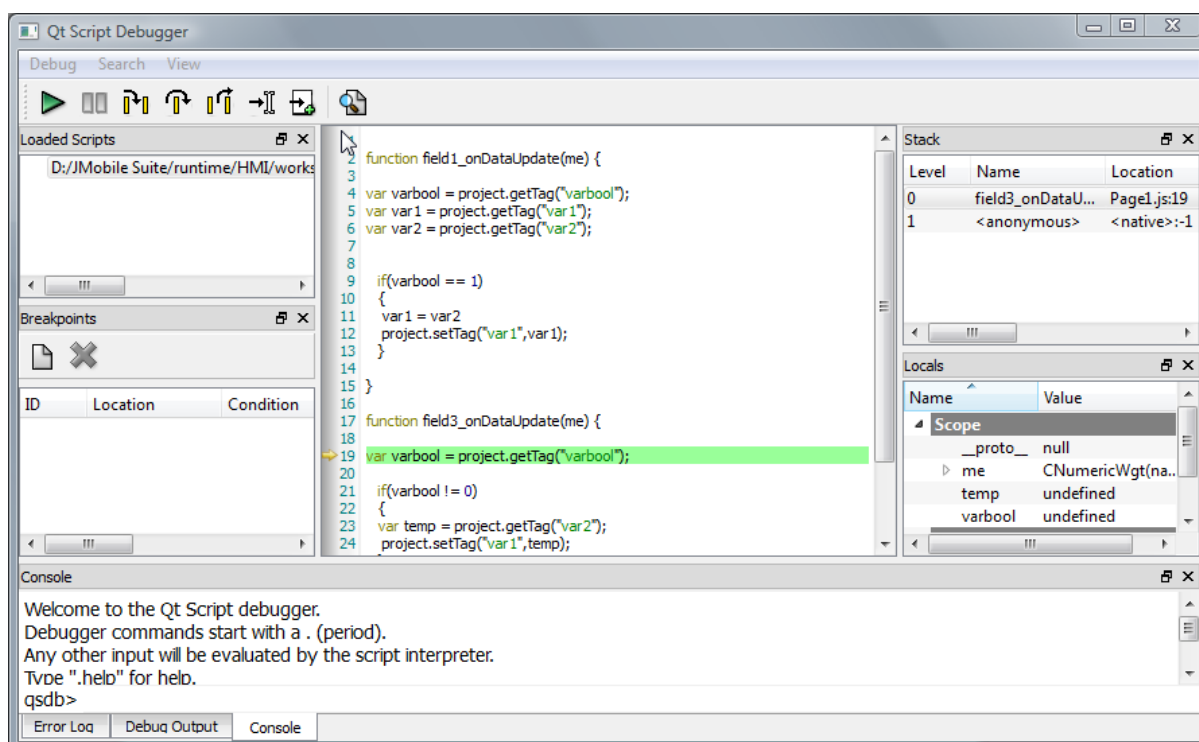 Qt Script Debugger
Debug Search View
Loaded Scripts
D:/JMobile Suite/runtime/HMI/works
Breakpoints
ID Location Condition
1
2 function field1_onDataUpdate(me) {
3
4 var varbool = project.getTag("varbool");
5 var var1 = project.getTag("var1");
6 var var2 = project.getTag("var2");
7
8
9 if(varbool == 1)
10 {
11 var1 = var2
12 project.setTag("var1",var1);
13 }
14
15 }
16
17 function field3_onDataUpdate(me) {
18
19 var varbool = project.getTag("varbool");
20
21 if(varbool != 0)
22 {
23 var temp = project.getTag("var2");
24 project.setTag("var1",temp);
Stack
Level Name Location
0 field3_onDataU... Page1.js:19
1 <anonymous> <native>:-1
Locals
Name Value
Scope
__proto__ null
me CNumericWgt(na...
temp undefined
varbool undefined
Console
Welcome to the Qt Script debugger.
Debugger commands start with a . (period).
Any other input will be evaluated by the script interpreter.
Type ".help" for help.
qsdb>
Error Log Debug Output Console